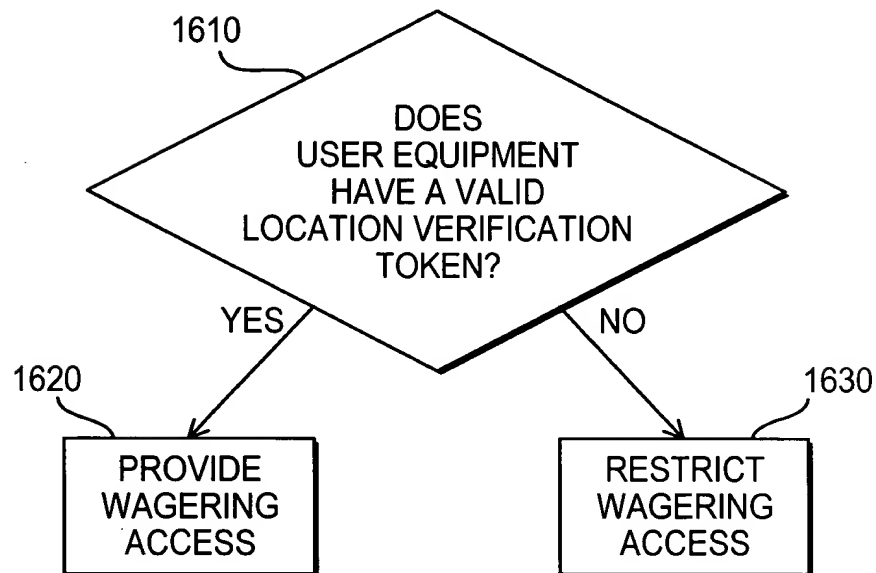 1610
DOES
USER EQUIPMENT
HAVE A VALID
LOCATION VERIFICATION
TOKEN?
YES
NO
1620
1630
PROVIDE
WAGERING
ACCESS
RESTRICT
WAGERING
ACCESS